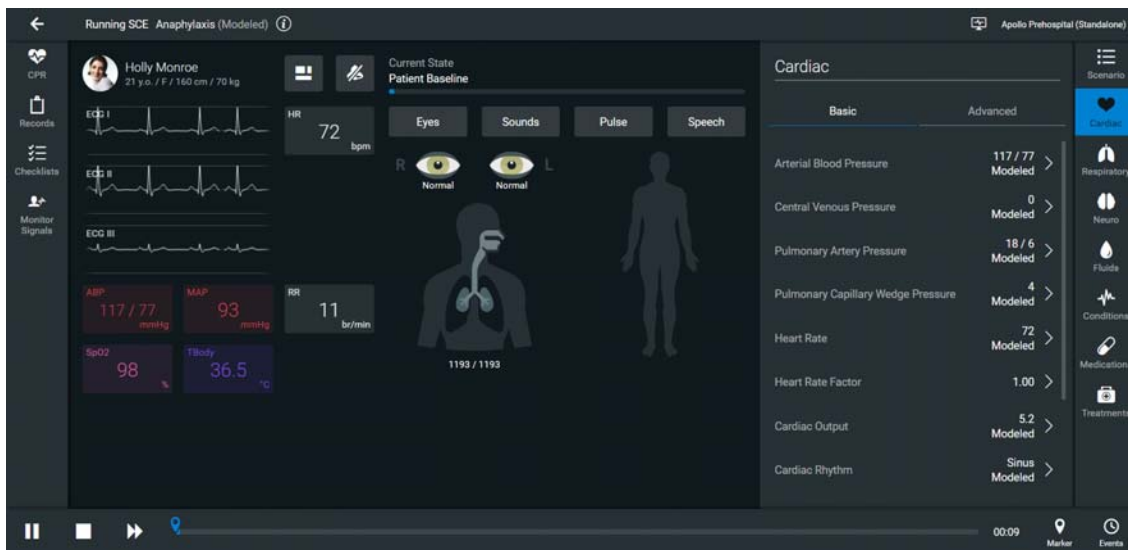 Running SCE Anaphylaxis (Modeled)
Apollo Prehospital (Standalone)
CPR
Records
Checklists
Monitor
Signals
Holly Monroe
21 y.o. / F / 160 cm / 70 kg
ECG I
ECG II
ECG III
HR
72
bpm
ABP
117 / 77
mmHg
MAP
93
mmHg
RR
11
br/min
SpO2
98
%
TBody
36.5
°C
Current State
Patient Baseline
Eyes
Sounds
Pulse
Speech
R
L
Normal
Normal
1193 / 1193
Cardiac
Basic
Advanced
Arterial Blood Pressure
117 / 77
Modeled
Central Venous Pressure
0
Modeled
Pulmonary Artery Pressure
18 / 6
Modeled
Pulmonary Capillary Wedge Pressure
4
Modeled
Heart Rate
72
Modeled
Heart Rate Factor
1.00
Cardiac Output
5.2
Modeled
Cardiac Rhythm
Sinus
Modeled
Scenario
Cardiac
Respiratory
Neuro
Fluids
Conditions
Medication
Treatments
00:09
Marker
Events